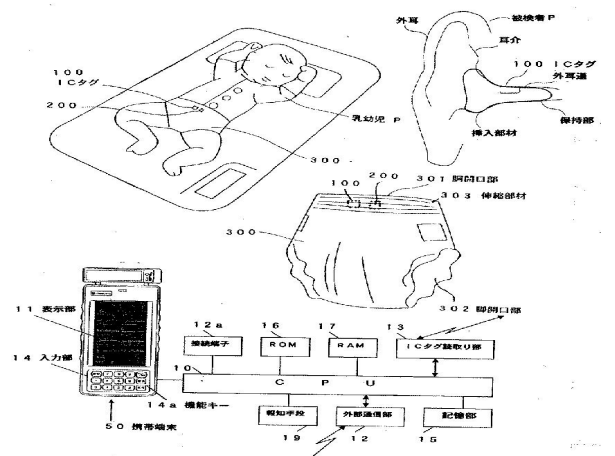 外耳
被検着P
耳介
100 ICタグ
外耳道
保持部
挿入部材
100
ICタグ
200
乳幼児 P
300
100
200
301 胴開口部
303 伸縮部材
300
302 脚開口部
11 表示部
14 入力部
14a 機能キー
50 携帯端末
12a
接続端子
16
ROM
17
RAM
13
ICタグ読取り部
10
CPU
報知手段
19
外部通信部
12
記憶部
15